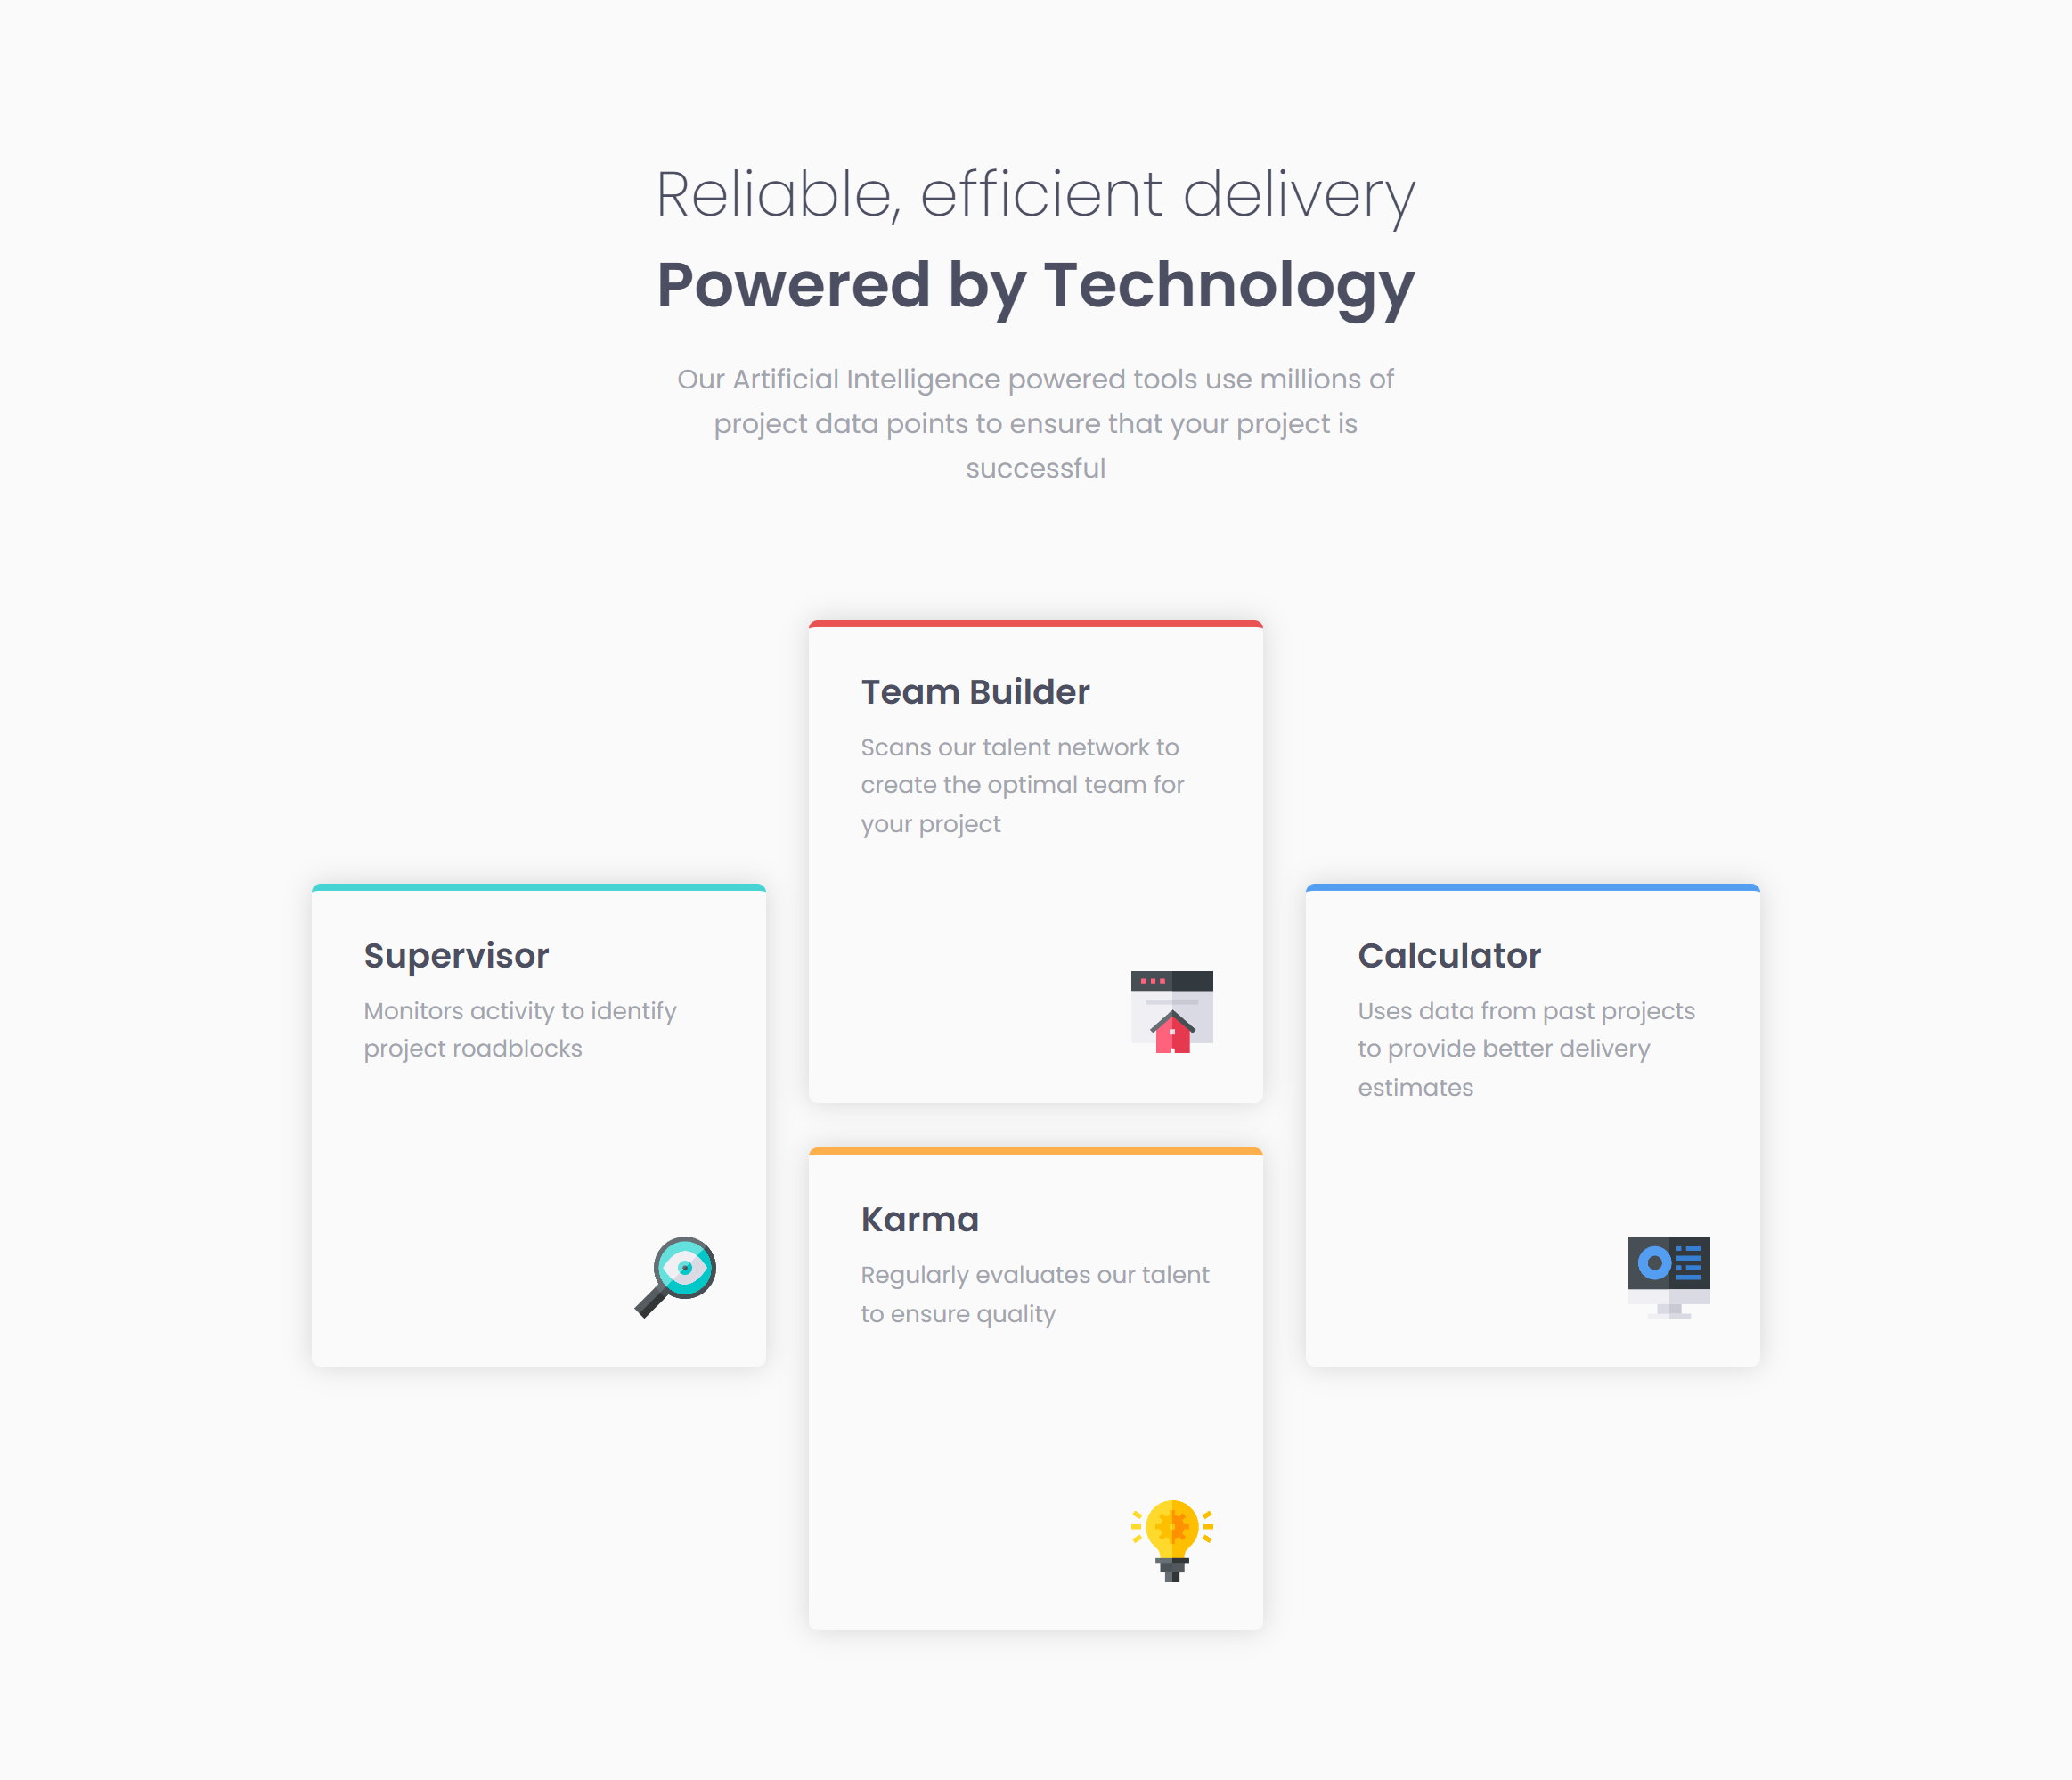 Reliable, efficient delivery
Powered by Technology
Our Artificial Intelligence powered tools use millions of
project data points to ensure that your project is
successful
Team Builder
Scans our talent network to
create the optimal team for
your project
Supervisor
Monitors activity to identify
project roadblocks
Calculator
Uses data from past projects
to provide better delivery
estimates
Karma
Regularly evaluates our talent
to ensure quality